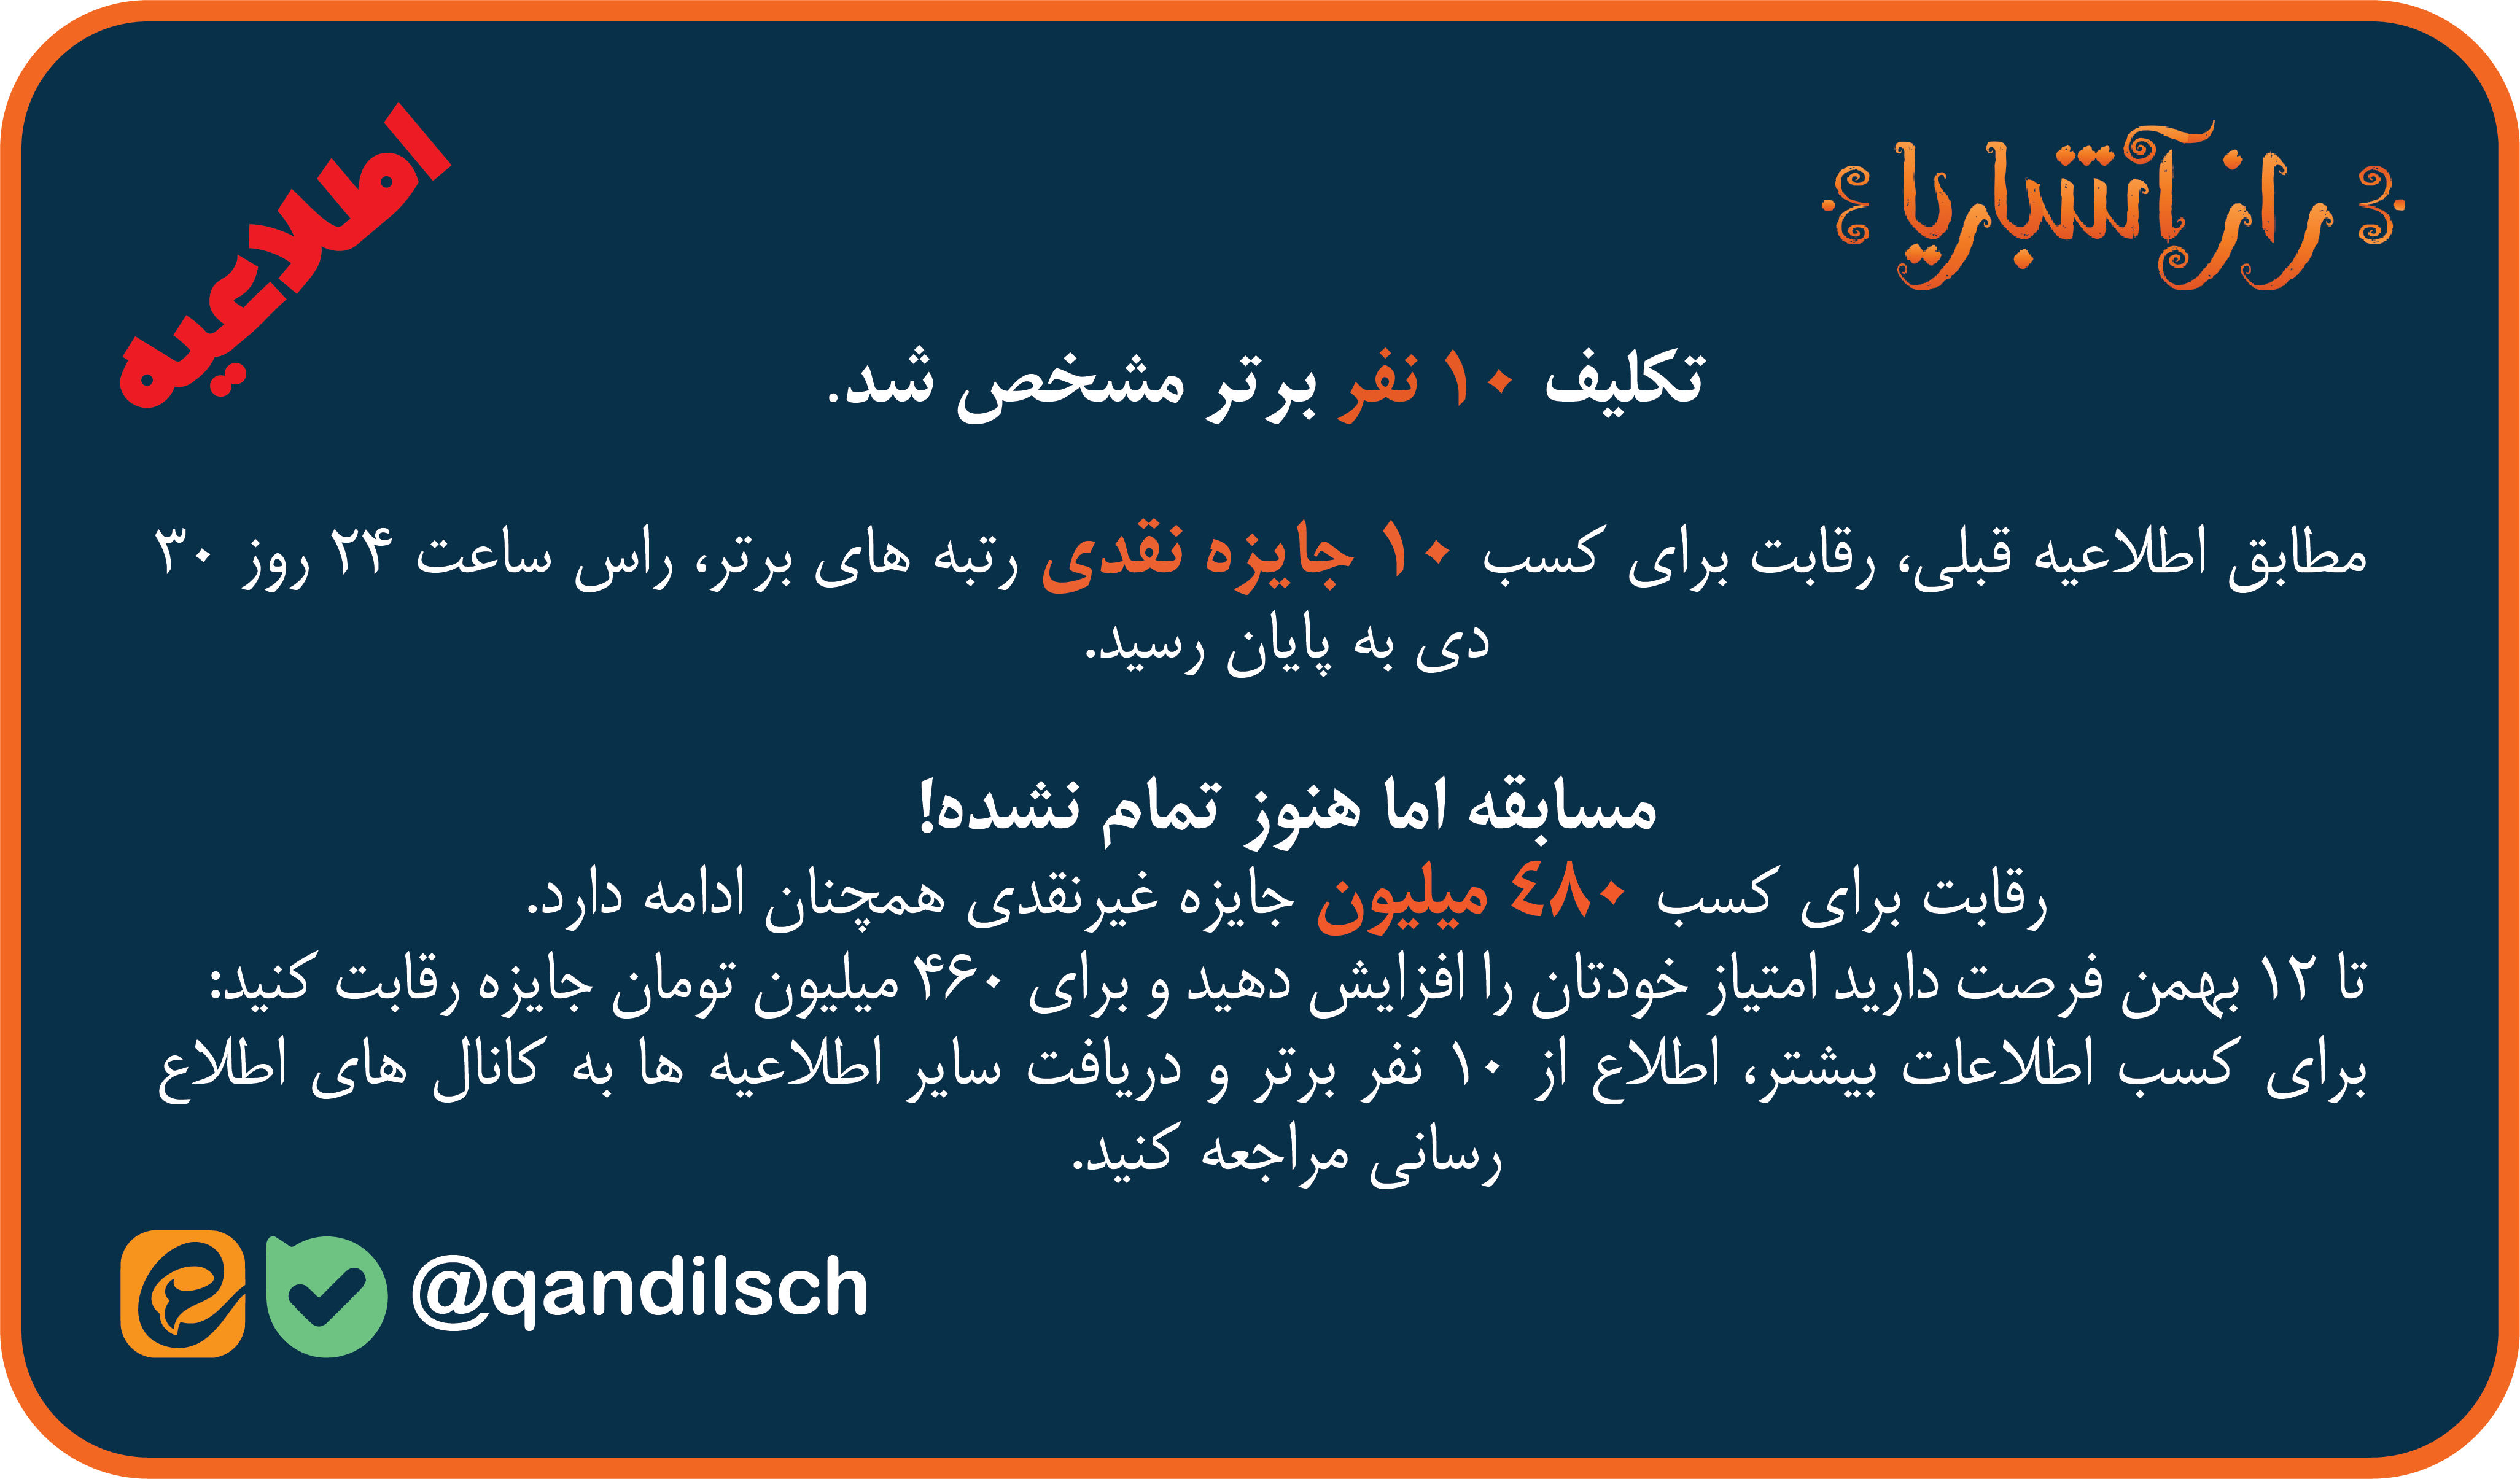 راز آتشباریا
اطلاعیه
تکلیف ۱۰ نفر برتر مشخص شد.
مطابق اطلاعیه قبلی، رقابت برای کسب ۱۰ جایزه نقدی رتبه های برتر، راس ساعت ۲۴ روز ۳۰
دی به پایان رسید.
مسابقه اما هنوز تمام نشده!
رقابت برای کسب ٤٨٠ میلیون جایزه غیرنقدی همچنان ادامه دارد.
تا ۱۲ بهمن فرصت دارید امتیاز خودتان را افزایش دهید و برای ۴۶۰ میلیون تومان جایزه رقابت کنید:
برای کسب اطلاعات بیشتر، اطلاع از ۱۰ نفر برتر و دریافت سایر اطلاعیه ها به کانال های اطلاع
رسانی مراجعه کنید.
@qandilsch